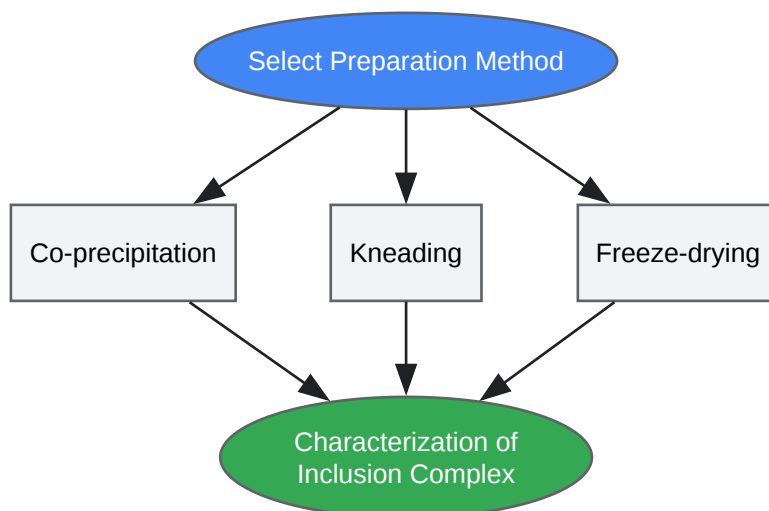 Select Preparation Method
Co-precipitation
Kneading
Freeze-drying
Characterization of
Inclusion Complex